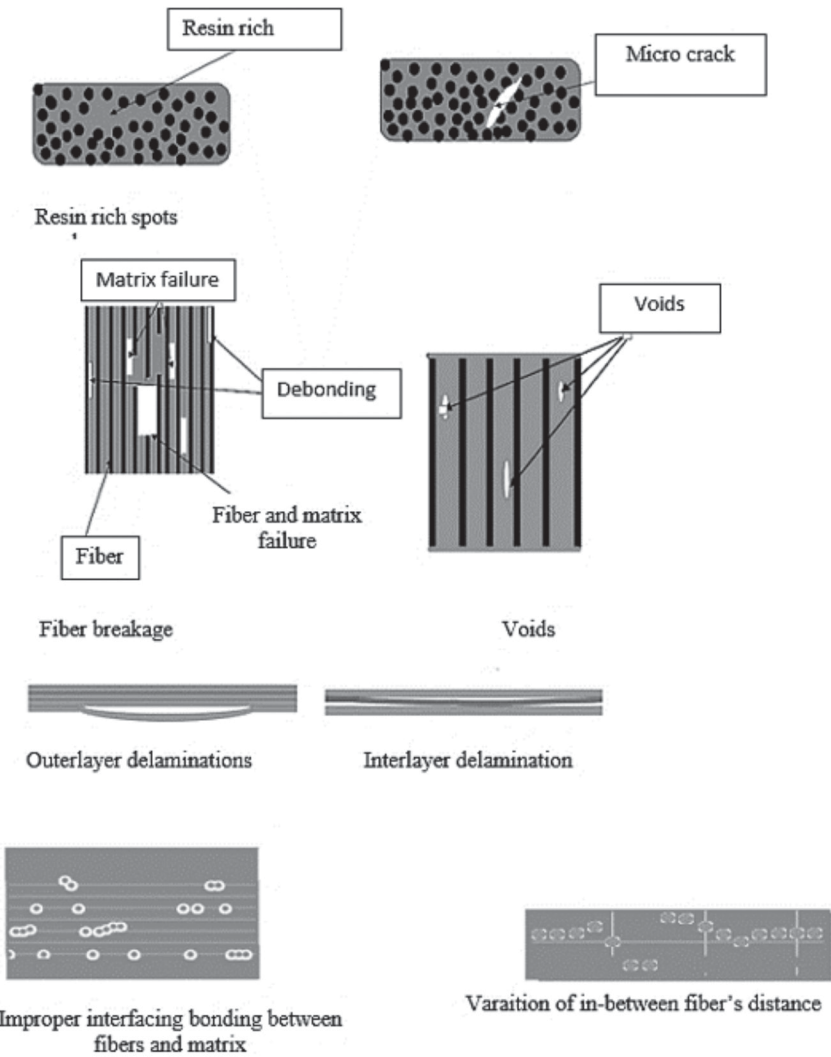 Resin rich
Micro crack
Resin rich spots
Matrix failure
Voids
Debonding
Fiber and matrix
failure
Fiber
Fiber breakage
Voids
Outerlayer delaminations
Interlayer delamination
Improper interfacing bonding between
fibers and matrix
Varaition of in-between fiber's distance